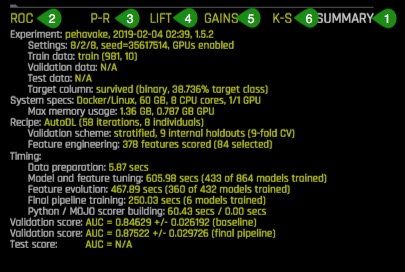 ROC 2 P-R 3 LIFT 4 GAINS 5 K-S 6 SUMMARY 1
Experiment: pehavake, 2019-02-04 02:39, 1.5.2
Settings: 8/2/8, seed=35617514, GPUs enabled
Train data: train (981, 10)
Validation data: N/A
Test data: N/A
Target column: survived (binary, 38.736% target class)
System specs: Docker/Linux, 60 GB, 8 CPU cores, 1/1 GPU
Max memory usage: 1.36 GB, 0.787 GB GPU
Recipe: AutoDL (58 iterations, 8 individuals)
Validation scheme: stratified, 9 internal holdouts (9-fold CV)
Feature engineering: 378 features scored (84 selected)
Timing:
Data preparation: 5.87 secs
Model and feature tuning: 605.98 secs (433 of 864 models trained)
Feature evolution: 467.89 secs (360 of 432 models trained)
Final pipeline training: 250.03 secs (6 models trained)
Python / MOJO scorer building: 60.43 secs / 0.00 secs
Validation score: AUC = 0.84629 +/- 0.026192 (baseline)
Validation score: AUC = 0.87522 +/- 0.029726 (final pipeline)
Test score: AUC = N/A